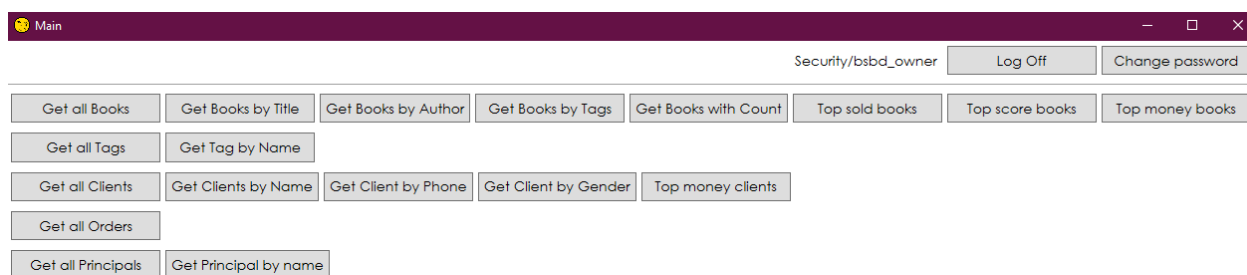 Main
Security/bsbd_owner Log Off Change password
Get all Books Get Books by Title Get Books by Author Get Books by Tags Get Books with Count Top sold books Top score books Top money books
Get all Tags Get Tag by Name
Get all Clients Get Clients by Name Get Client by Phone Get Client by Gender Top money clients
Get all Orders
Get all Principals Get Principal by name